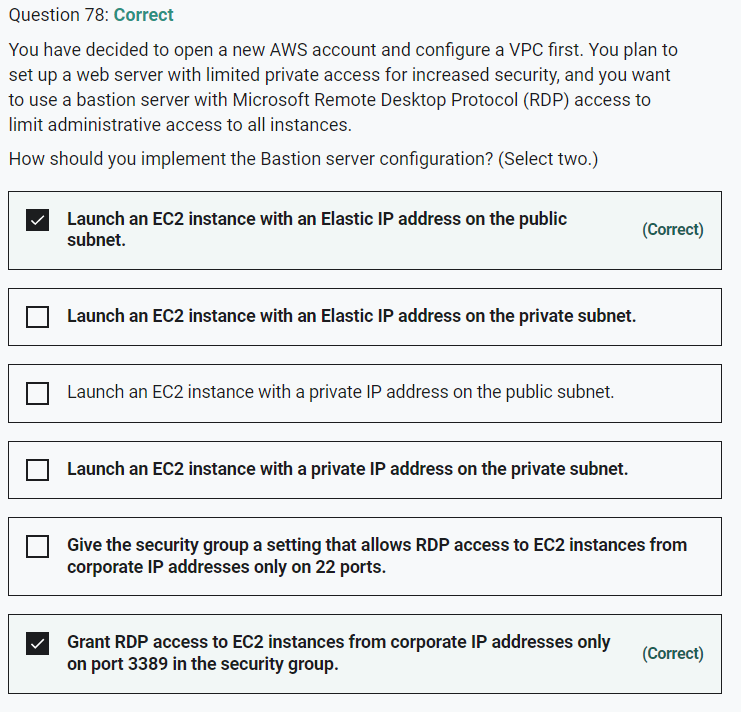 Question 78: Correct
You have decided to open a new AWS account and configure a VPC first. You plan to
set up a web server with limited private access for increased security, and you want
to use a bastion server with Microsoft Remote Desktop Protocol (RDP) access to
limit administrative access to all instances.
How should you implement the Bastion server configuration? (Select two.)
Launch an EC2 instance with an Elastic IP address on the public
subnet.
(Correct)
Launch an EC2 instance with an Elastic IP address on the private subnet.
Launch an EC2 instance with a private IP address on the public subnet.
Launch an EC2 instance with a private IP address on the private subnet.
Give the security group a setting that allows RDP access to EC2 instances from
corporate IP addresses only on 22 ports.
Grant RDP access to EC2 instances from corporate IP addresses only
on port 3389 in the security group.
(Correct)